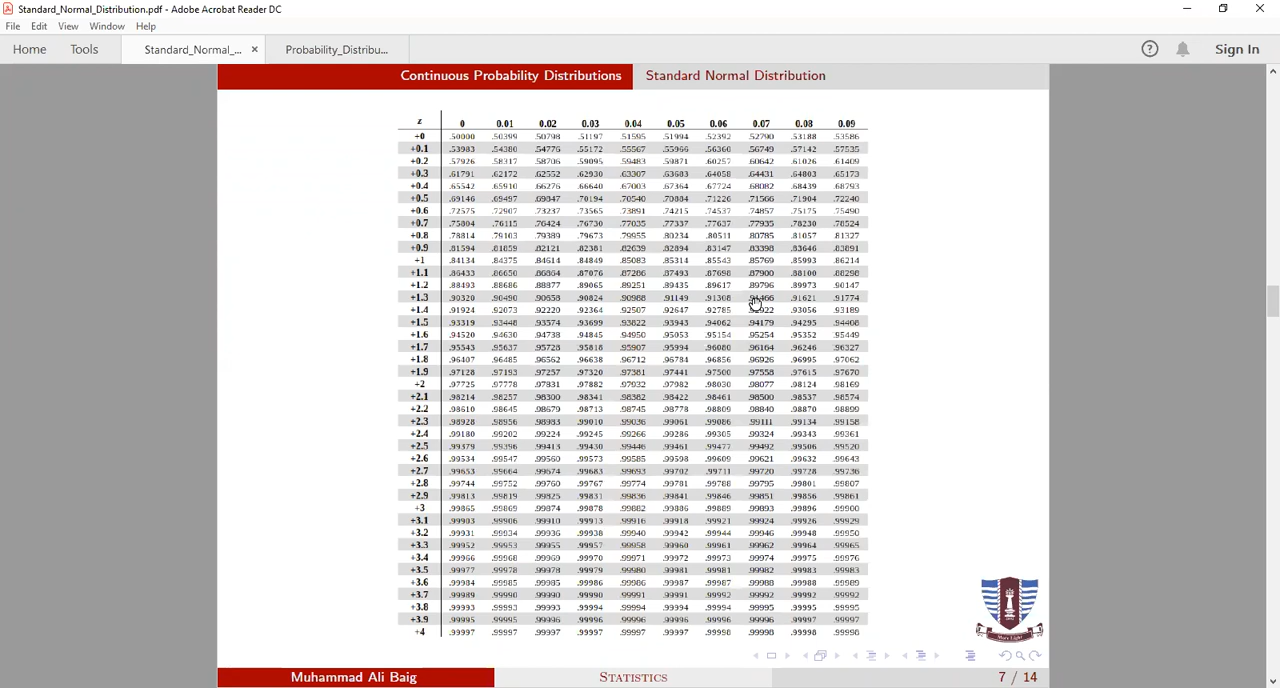 Standard_Normal_Distribution.pdf - Adobe Acrobat Reader DC
File Edit View Window Help
Home Tools Standard_Normal_... × Probability_Distribu... Sign In
Continuous Probability Distributions Standard Normal Distribution
z 0 0.01 0.02 0.03 0.04 0.05 0.06 0.07 0.08 0.09
+0 .50000 .50399 .50798 .51197 .51595 .51994 .52392 .52790 .53188 .53586
+0.1 .53983 .54380 .54776 .55172 .55567 .55966 .56360 .56749 .57142 .57535
+0.2 .57926 .58317 .58706 .59095 .59483 .59871 .60257 .60642 .61026 .61409
+0.3 .61791 .62172 .62552 .62930 .63307 .63683 .64058 .64431 .64803 .65173
+0.4 .65542 .65910 .66276 .66640 .67003 .67364 .67724 .68082 .68439 .68793
+0.5 .69146 .69497 .69847 .70194 .70540 .70884 .71226 .71566 .71904 .72240
+0.6 .72575 .72907 .73237 .73565 .73891 .74215 .74537 .74857 .75175 .75490
+0.7 .75804 .76115 .76424 .76730 .77035 .77337 .77637 .77935 .78230 .78524
+0.8 .78814 .79103 .79389 .79673 .79955 .80234 .80511 .80785 .81057 .81327
+0.9 .81594 .81859 .82121 .82381 .82639 .82894 .83147 .83398 .83646 .83891
+1 .84134 .84375 .84614 .84849 .85083 .85314 .85543 .85769 .85993 .86214
+1.1 .86433 .86650 .86864 .87076 .87286 .87493 .87698 .87900 .88100 .88298
+1.2 .88493 .88686 .88877 .89065 .89251 .89435 .89617 .89796 .89973 .90147
+1.3 .90320 .90490 .90658 .90824 .90988 .91149 .91308 .91466 .91621 .91774
+1.4 .91924 .92073 .92220 .92364 .92507 .92647 .92785 .92922 .93056 .93189
+1.5 .93319 .93448 .93574 .93699 .93822 .93943 .94062 .94179 .94295 .94408
+1.6 .94520 .94630 .94738 .94845 .94950 .95053 .95154 .95254 .95352 .95449
+1.7 .95543 .95637 .95728 .95818 .95907 .95994 .96080 .96164 .96246 .96327
+1.8 .96407 .96485 .96562 .96638 .96712 .96784 .96856 .96926 .96995 .97062
+1.9 .97128 .97193 .97257 .97320 .97381 .97441 .97500 .97558 .97615 .97670
+2 .97725 .97778 .97831 .97882 .97932 .97982 .98030 .98077 .98124 .98169
+2.1 .98214 .98257 .98300 .98341 .98382 .98422 .98461 .98500 .98537 .98574
+2.2 .98610 .98645 .98679 .98713 .98745 .98778 .98809 .98840 .98870 .98899
+2.3 .98928 .98956 .98983 .99010 .99036 .99061 .99086 .99111 .99134 .99158
+2.4 .99180 .99202 .99224 .99245 .99266 .99286 .99305 .99324 .99343 .99361
+2.5 .99379 .99396 .99413 .99430 .99446 .99461 .99477 .99492 .99506 .99520
+2.6 .99534 .99547 .99560 .99573 .99585 .99598 .99609 .99621 .99632 .99643
+2.7 .99653 .99664 .99674 .99683 .99693 .99702 .99711 .99720 .99728 .99736
+2.8 .99744 .99752 .99760 .99767 .99774 .99781 .99788 .99795 .99801 .99807
+2.9 .99813 .99819 .99825 .99831 .99836 .99841 .99846 .99851 .99856 .99861
+3 .99865 .99869 .99874 .99878 .99882 .99886 .99889 .99893 .99896 .99900
+3.1 .99903 .99906 .99910 .99913 .99916 .99918 .99921 .99924 .99926 .99929
+3.2 .99931 .99934 .99936 .99938 .99940 .99942 .99944 .99946 .99948 .99950
+3.3 .99952 .99953 .99955 .99957 .99958 .99960 .99961 .99962 .99964 .99965
+3.4 .99966 .99968 .99969 .99970 .99971 .99972 .99973 .99974 .99975 .99976
+3.5 .99977 .99978 .99978 .99979 .99980 .99981 .99981 .99982 .99983 .99983
+3.6 .99984 .99985 .99985 .99986 .99986 .99987 .99987 .99988 .99988 .99989
+3.7 .99989 .99990 .99990 .99990 .99991 .99991 .99992 .99992 .99992 .99992
+3.8 .99993 .99993 .99993 .99994 .99994 .99994 .99994 .99995 .99995 .99995
+3.9 .99995 .99995 .99996 .99996 .99996 .99996 .99996 .99996 .99997 .99997
+4 .99997 .99997 .99997 .99997 .99997 .99997 .99998 .99998 .99998 .99998
Muhammad Ali Baig STATISTICS 7 / 14